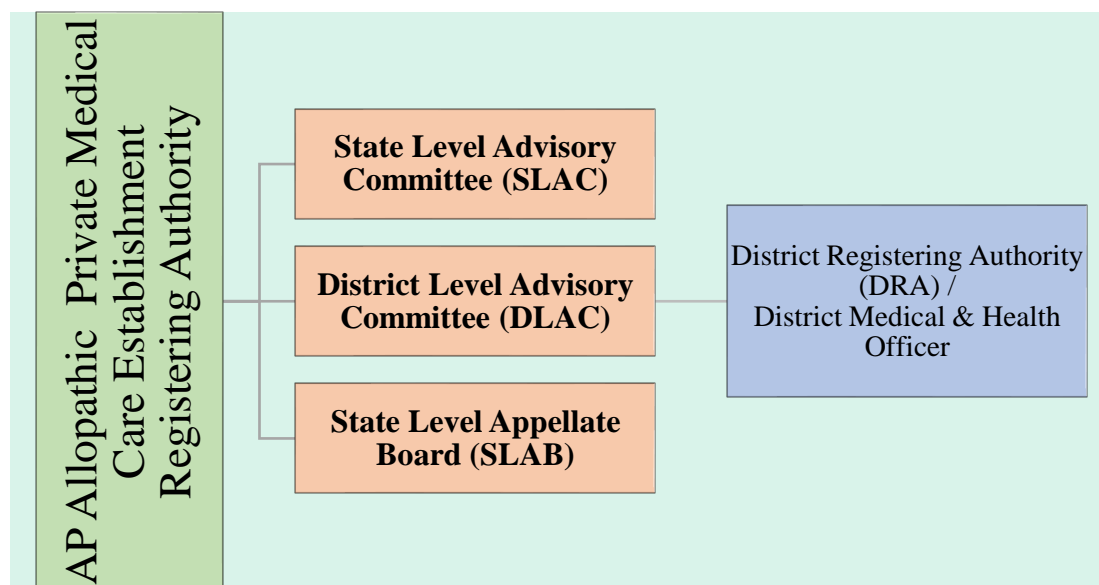 AP Allopathic Private Medical
Care Establishment
Registering Authority
State Level Advisory
Committee (SLAC)
District Level Advisory
Committee (DLAC)
State Level Appellate
Board (SLAB)
District Registering Authority
(DRA) /
District Medical & Health
Officer